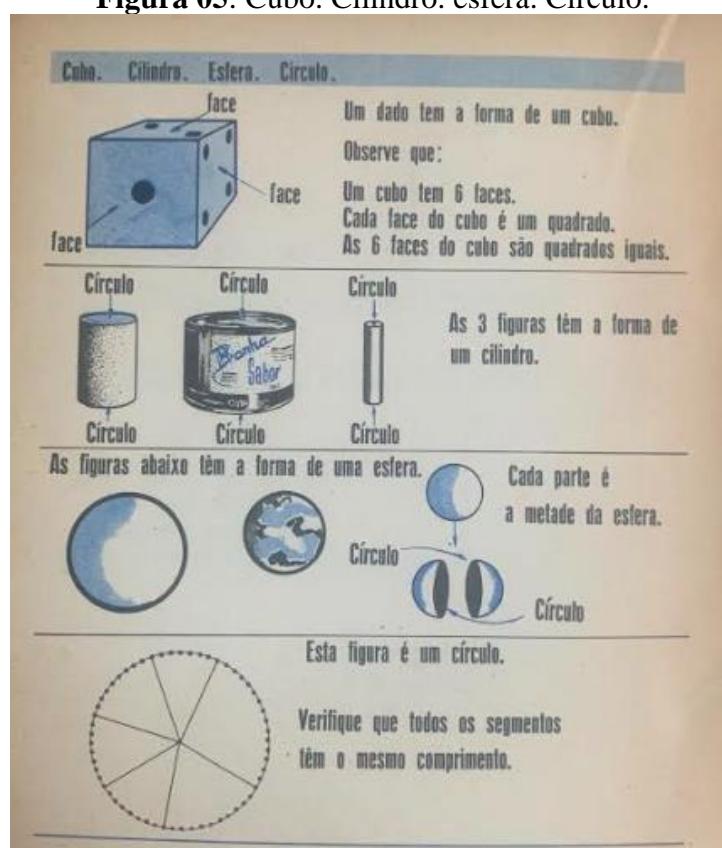 Figura 05: Cubo. Cilindro. esfera. Círculo.
Cubo. Cilindro. Esfera. Círculo.
face
Um dado tem a forma de um cubo.
Observe que:
face
Um cubo tem 6 faces.
Cada face do cubo é um quadrado.
face
As 6 faces do cubo são quadrados iguais.
Círculo Círculo Círculo
As 3 figuras têm a forma de
um cilindro.
Banha
Sabor
Círculo Círculo Círculo
As figuras abaixo têm a forma de uma esfera.
Cada parte é
a metade da esfera.
Círculo
Círculo
Esta figura é um círculo.
Verifique que todos os segmentos
têm o mesmo comprimento.